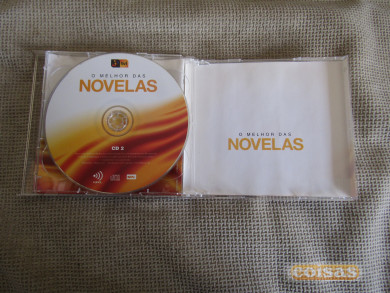 O MELHOR DAS
NOVELAS
CD 2
O MELHOR DAS
NOVELAS
coisas